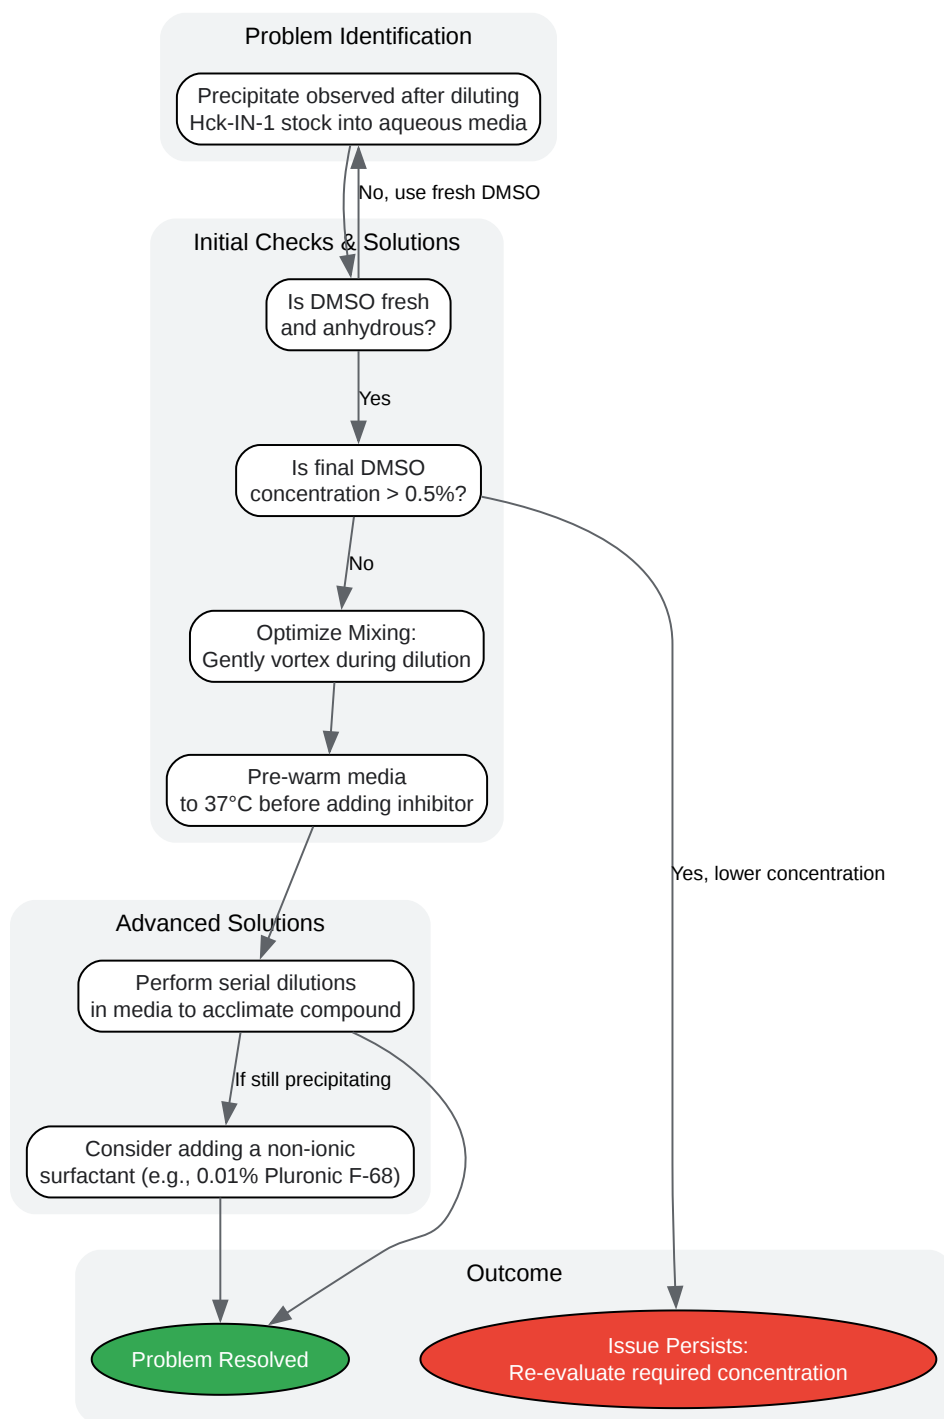 Problem Identification
Precipitate observed after diluting
Hck-IN-1 stock into aqueous media
No, use fresh DMSO
Initial Checks & Solutions
Is DMSO fresh
and anhydrous?
Yes
Is final DMSO
concentration > 0.5%?
No
Optimize Mixing:
Gently vortex during dilution
Pre-warm media
to 37°C before adding inhibitor
Yes, lower concentration
Advanced Solutions
Perform serial dilutions
in media to acclimate compound
If still precipitating
Consider adding a non-ionic
surfactant (e.g., 0.01% Pluronic F-68)
Outcome
Problem Resolved
Issue Persists:
Re-evaluate required concentration